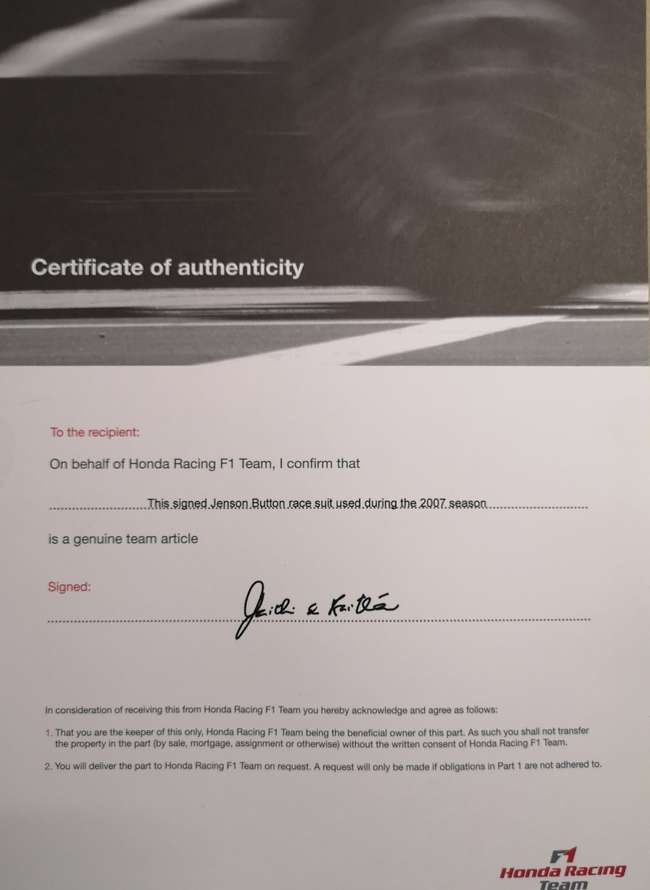 Certificate of authenticity
To the recipient:
On behalf of Honda Racing F1 Team, I confirm that
This signed Jenson Button race suit used during the 2007 season
is a genuine team article
Signed:
In consideration of receiving this from Honda Racing F1 Team you hereby acknowledge and agree as follows:
1. That you are the keeper of this only, Honda Racing F1 Team being the beneficial owner of this part. As such you shall not transfer
the property in the part (by sale, mortgage, assignment or otherwise) without the written consent of Honda Racing F1 Team.
2. You will deliver the part to Honda Racing F1 Team on request. A request will only be made if obligations in Part 1 are not adhered to.
F1
Honda Racing
Team